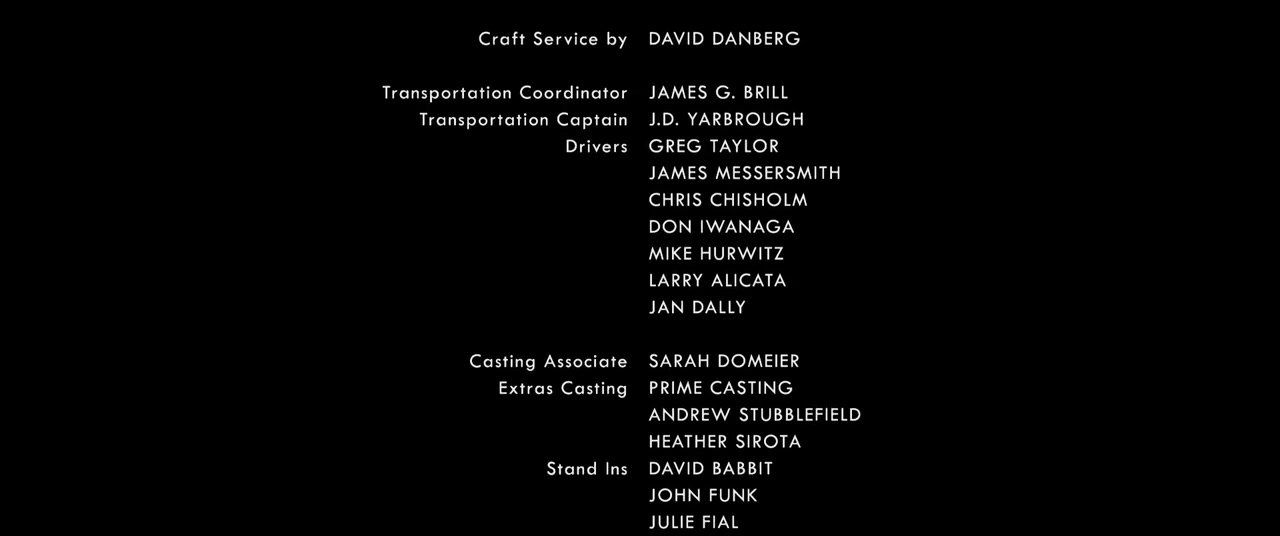 Craft Service by DAVID DANBERG
Transportation Coordinator JAMES G. BRILL
Transportation Captain J.D. YARBROUGH
Drivers GREG TAYLOR
JAMES MESSERSMITH
CHRIS CHISHOLM
DON IWANAGA
MIKE HURWITZ
LARRY ALICATA
JAN DALLY
Casting Associate SARAH DOMEIER
Extras Casting PRIME CASTING
ANDREW STUBBLEFIELD
HEATHER SIROTA
Stand Ins DAVID BABBIT
JOHN FUNK
JULIE FIAL